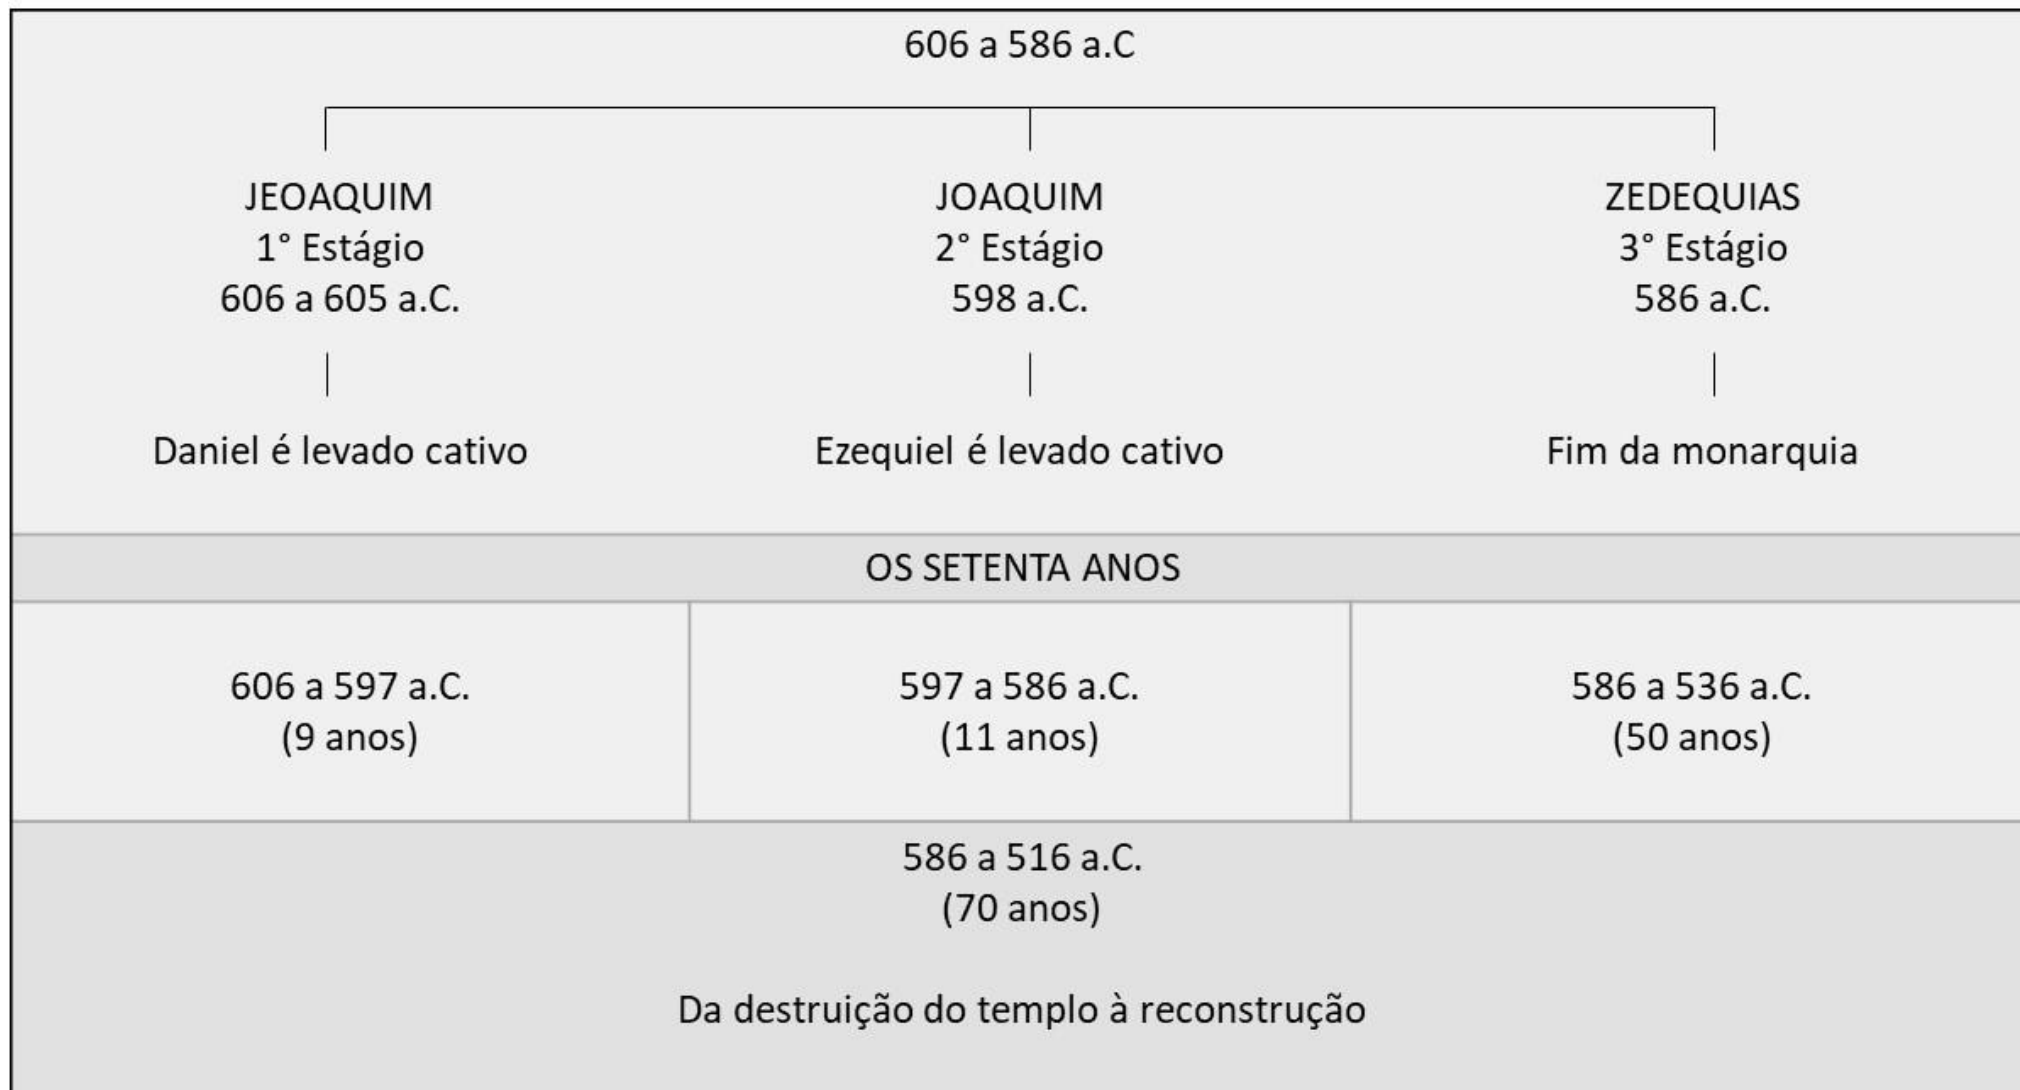 606 a 586 a.C
JEOAQUIM
1° Estágio
606 a 605 a.C.
Daniel é levado cativo
JOAQUIM
2° Estágio
598 a.C.
Ezequiel é levado cativo
ZEDEQUIAS
3° Estágio
586 a.C.
Fim da monarquia
OS SETENTA ANOS
606 a 597 a.C.
(9 anos)
597 a 586 a.C.
(11 anos)
586 a 536 a.C.
(50 anos)
586 a 516 a.C.
(70 anos)
Da destruição do templo à reconstrução